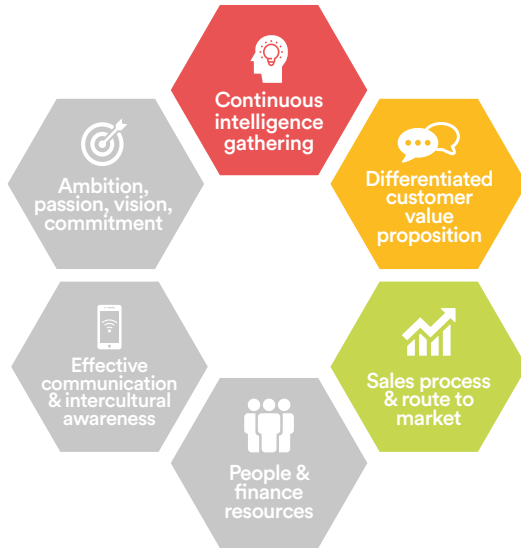 Continuous
intelligence
gathering
Differentiated
customer
value
proposition
Sales process
& route to
market
People &
finance
resources
Effective
communication
& intercultural
awareness
Ambition,
passion, vision,
commitment